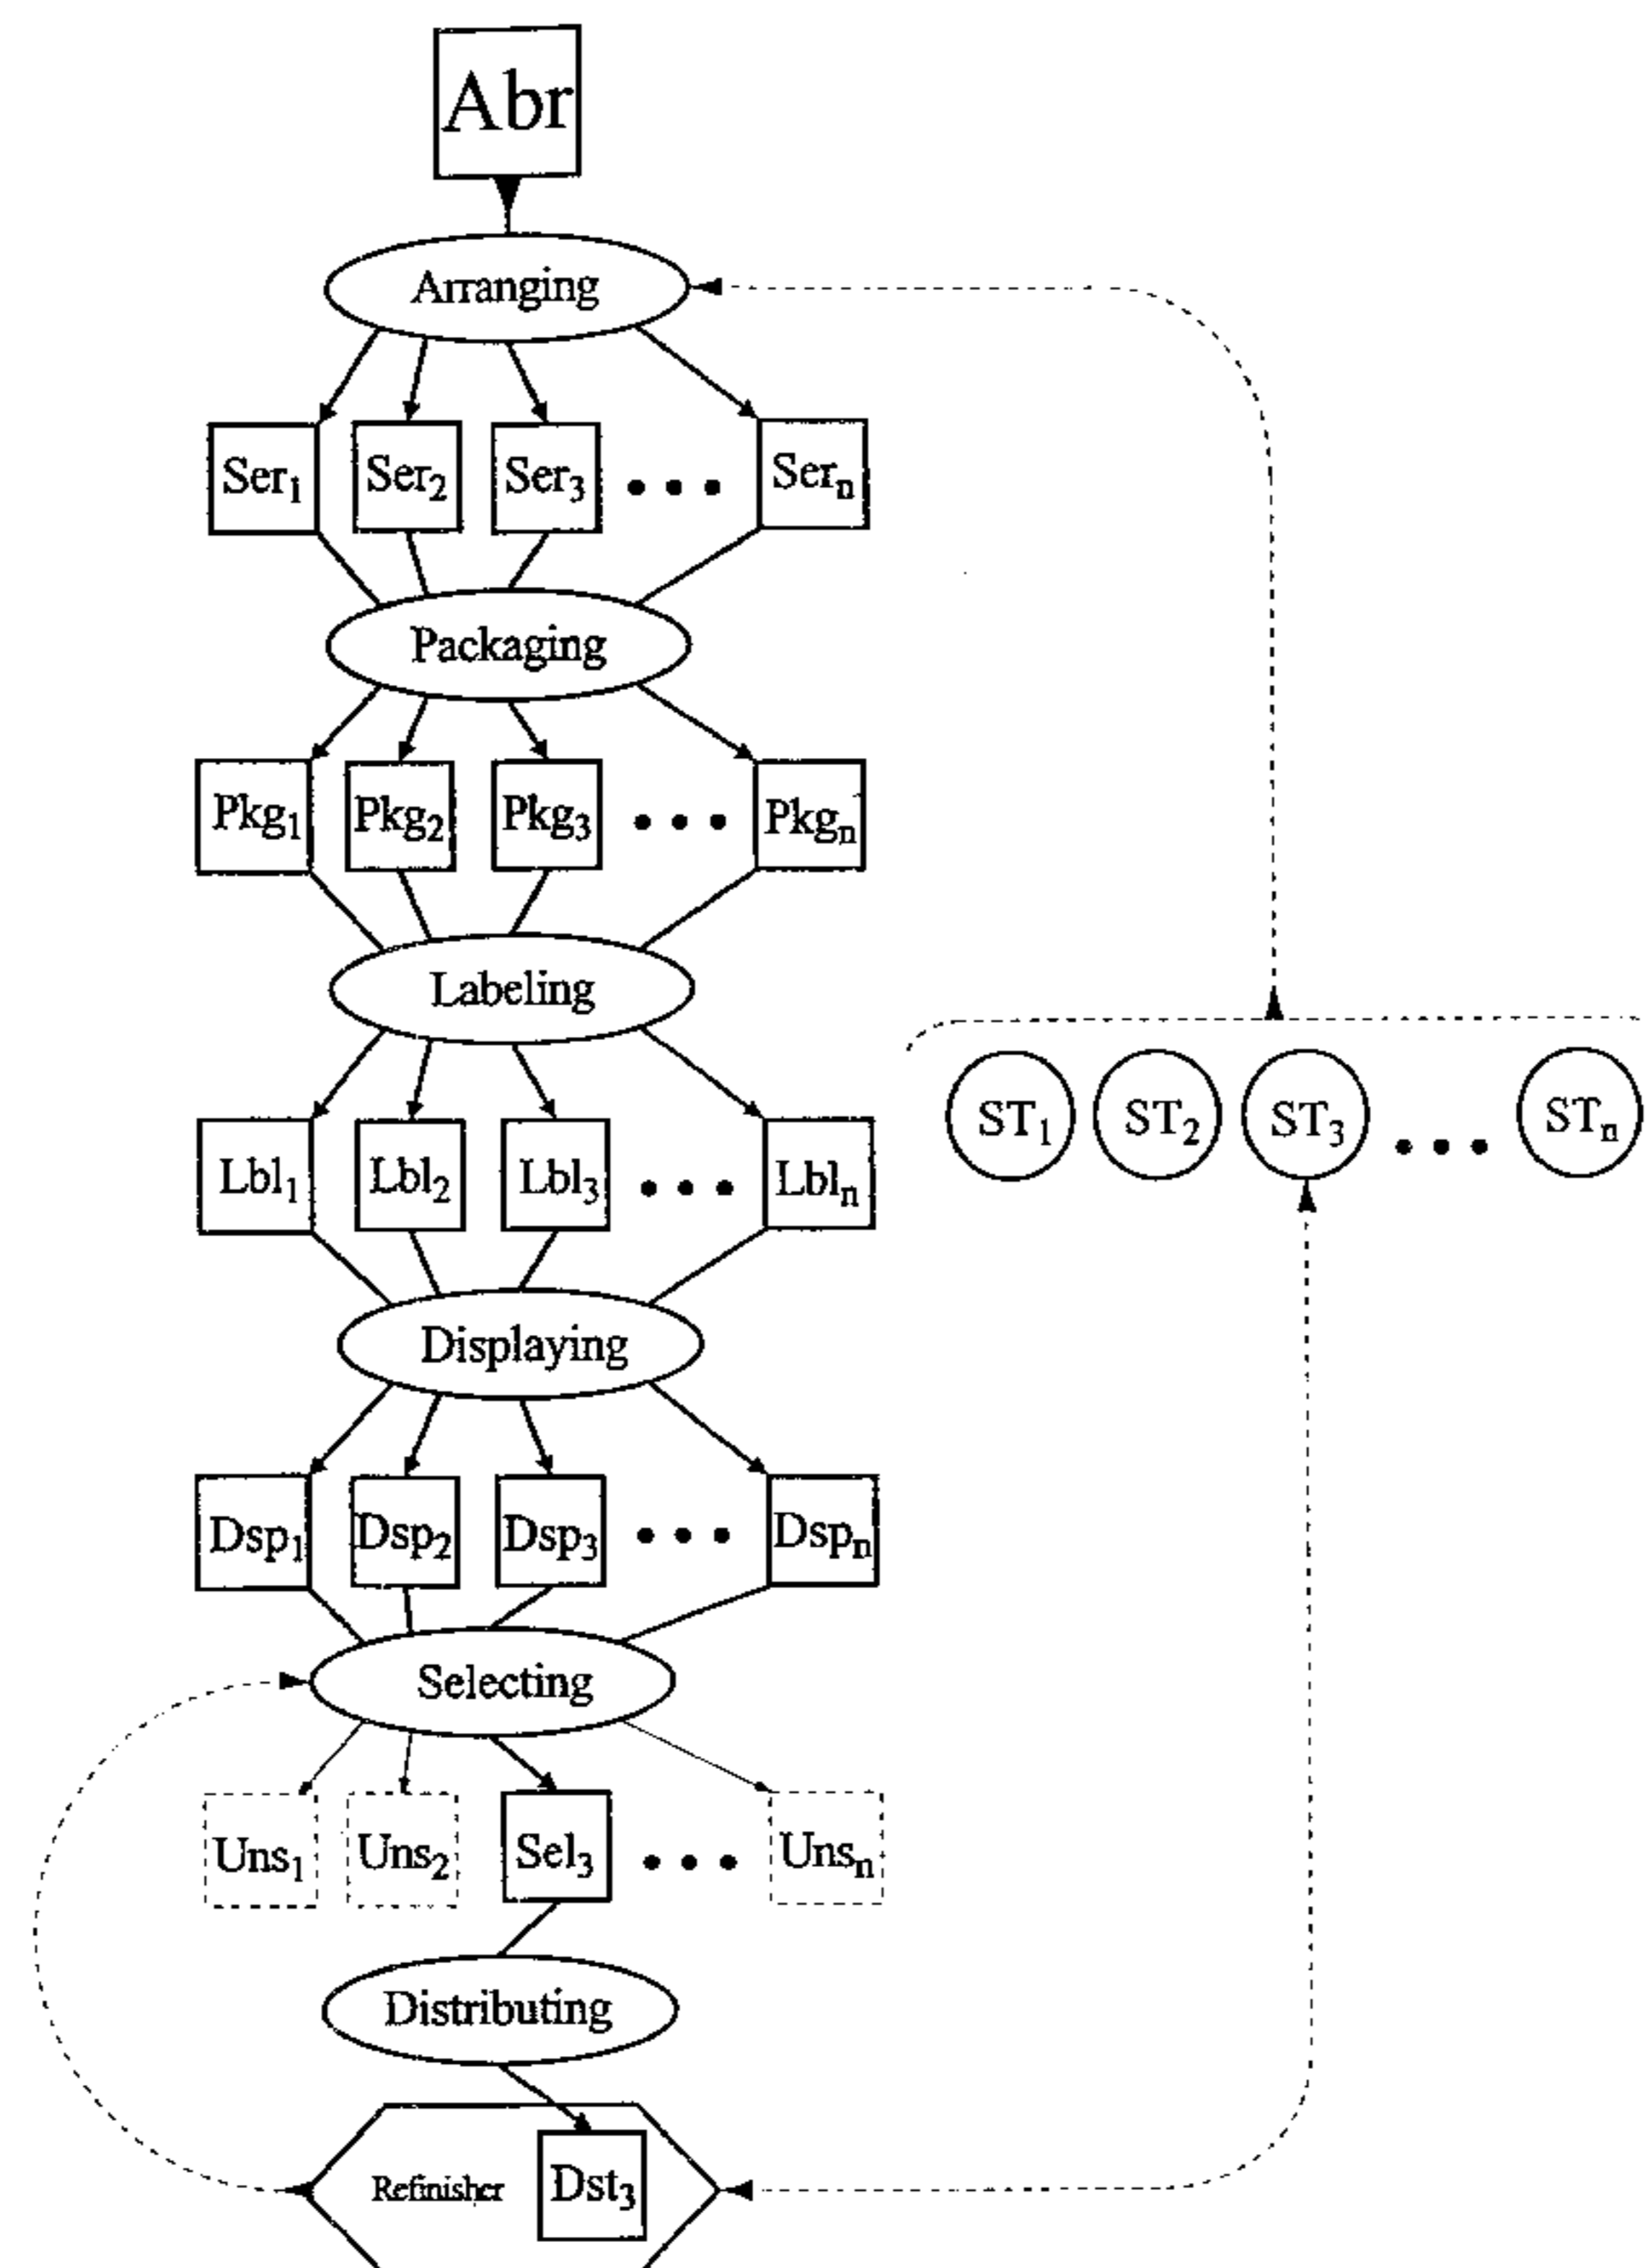 Abr
Arranging
Ser₁ Ser₂ Ser₃ • • • Serₙ
Packaging
Pkg₁ Pkg₂ Pkg₃ • • • Pkgₙ
Labeling
ST₁ ST₂ ST₃ • • • STₙ
Lbl₁ Lbl₂ Lbl₃ • • • Lblₙ
Displaying
Dsp₁ Dsp₂ Dsp₃ • • • Dspₙ
Selecting
Uns₁ Uns₂ Sel₃ • • • Unsₙ
Distributing
Refinisher Dst₃